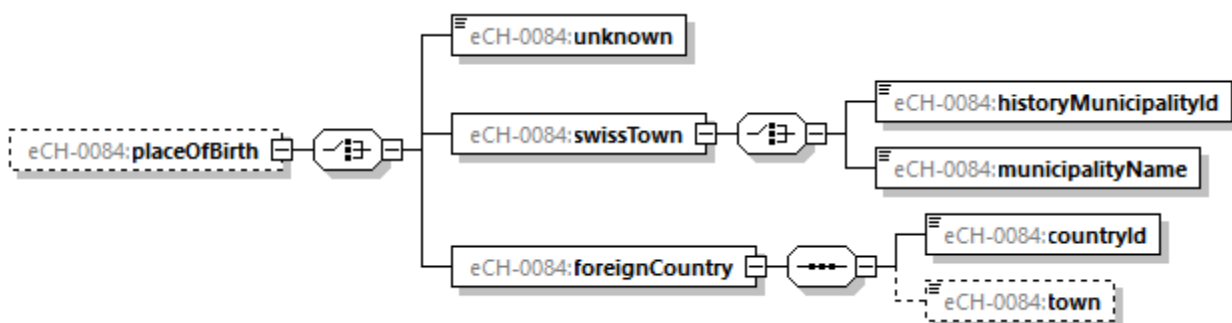 eCH-0084:unknown
eCH-0084:historyMunicipalityId
eCH-0084:swissTown
eCH-0084:placeOfBirth
eCH-0084:municipalityName
eCH-0084:countryId
eCH-0084:foreignCountry
eCH-0084:town